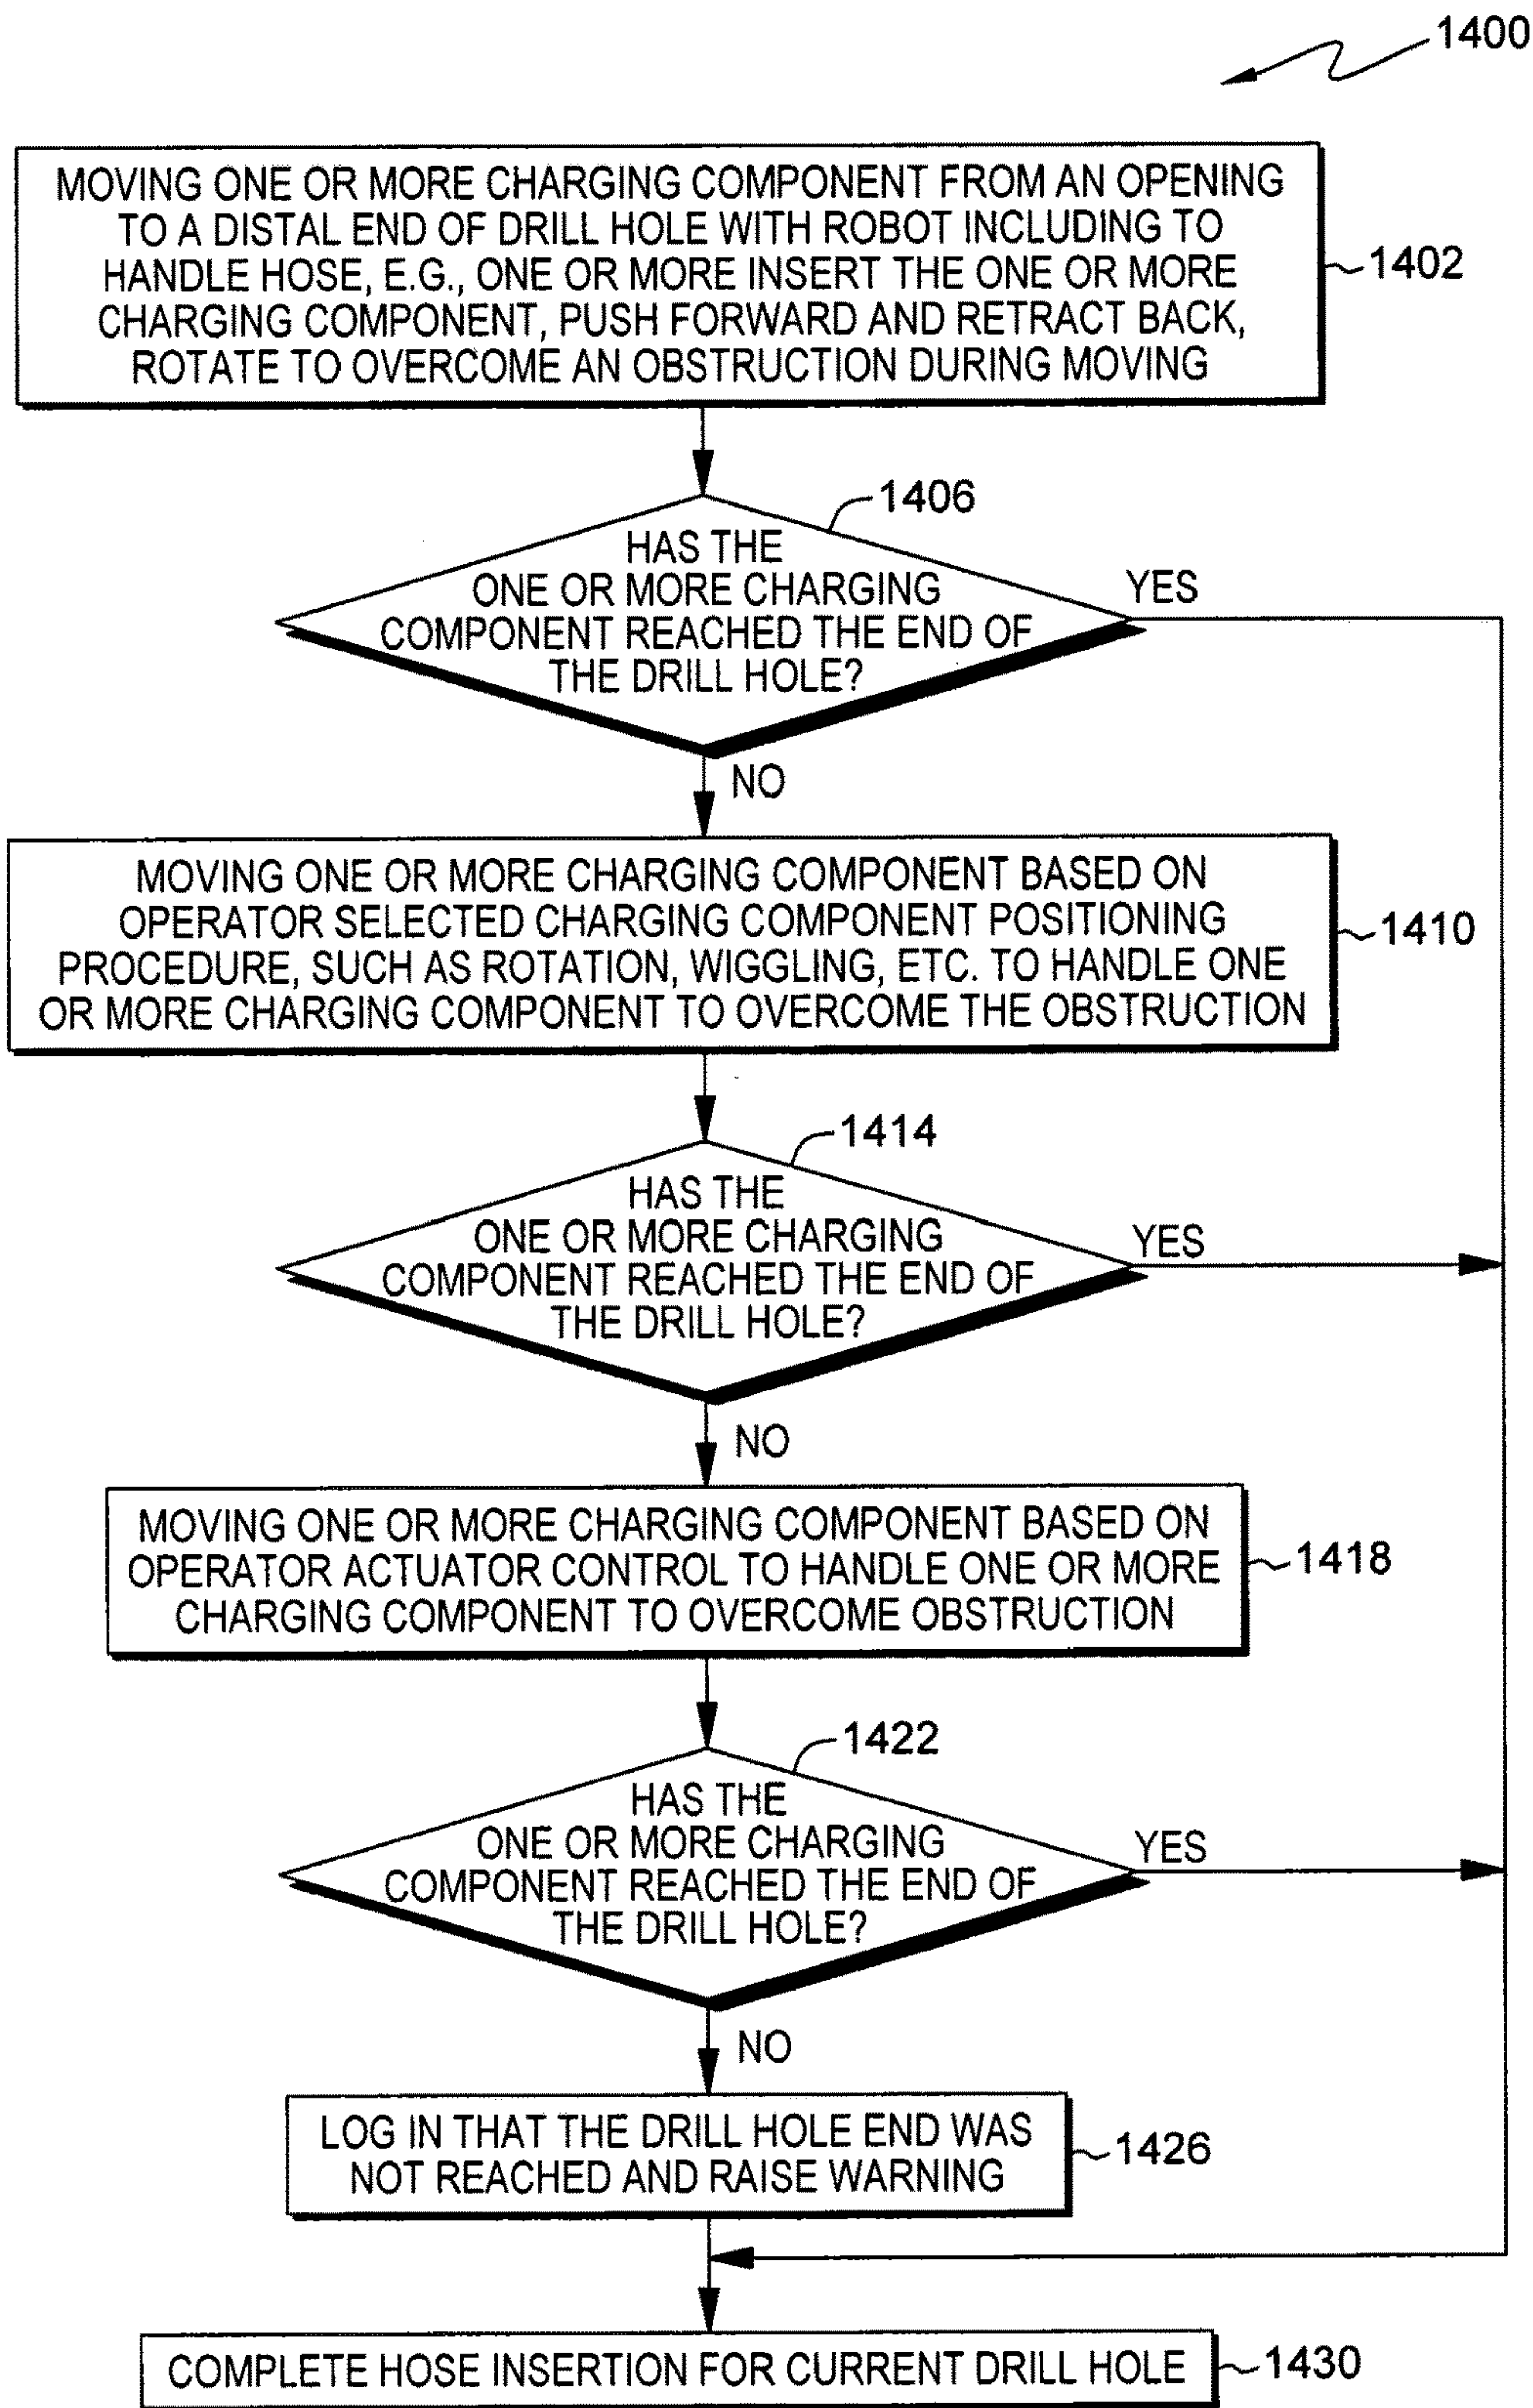 1400
MOVING ONE OR MORE CHARGING COMPONENT FROM AN OPENING
TO A DISTAL END OF DRILL HOLE WITH ROBOT INCLUDING TO
HANDLE HOSE, E.G., ONE OR MORE INSERT THE ONE OR MORE
CHARGING COMPONENT, PUSH FORWARD AND RETRACT BACK,
ROTATE TO OVERCOME AN OBSTRUCTION DURING MOVING
1402
1406
HAS THE
ONE OR MORE CHARGING
COMPONENT REACHED THE END OF
THE DRILL HOLE?
YES
NO
MOVING ONE OR MORE CHARGING COMPONENT BASED ON
OPERATOR SELECTED CHARGING COMPONENT POSITIONING
PROCEDURE, SUCH AS ROTATION, WIGGLING, ETC. TO HANDLE ONE
OR MORE CHARGING COMPONENT TO OVERCOME THE OBSTRUCTION
1410
1414
HAS THE
ONE OR MORE CHARGING
COMPONENT REACHED THE END OF
THE DRILL HOLE?
YES
NO
MOVING ONE OR MORE CHARGING COMPONENT BASED ON
OPERATOR ACTUATOR CONTROL TO HANDLE ONE OR MORE
CHARGING COMPONENT TO OVERCOME OBSTRUCTION
1418
1422
HAS THE
ONE OR MORE CHARGING
COMPONENT REACHED THE END OF
THE DRILL HOLE?
YES
NO
LOG IN THAT THE DRILL HOLE END WAS
NOT REACHED AND RAISE WARNING
1426
COMPLETE HOSE INSERTION FOR CURRENT DRILL HOLE
1430